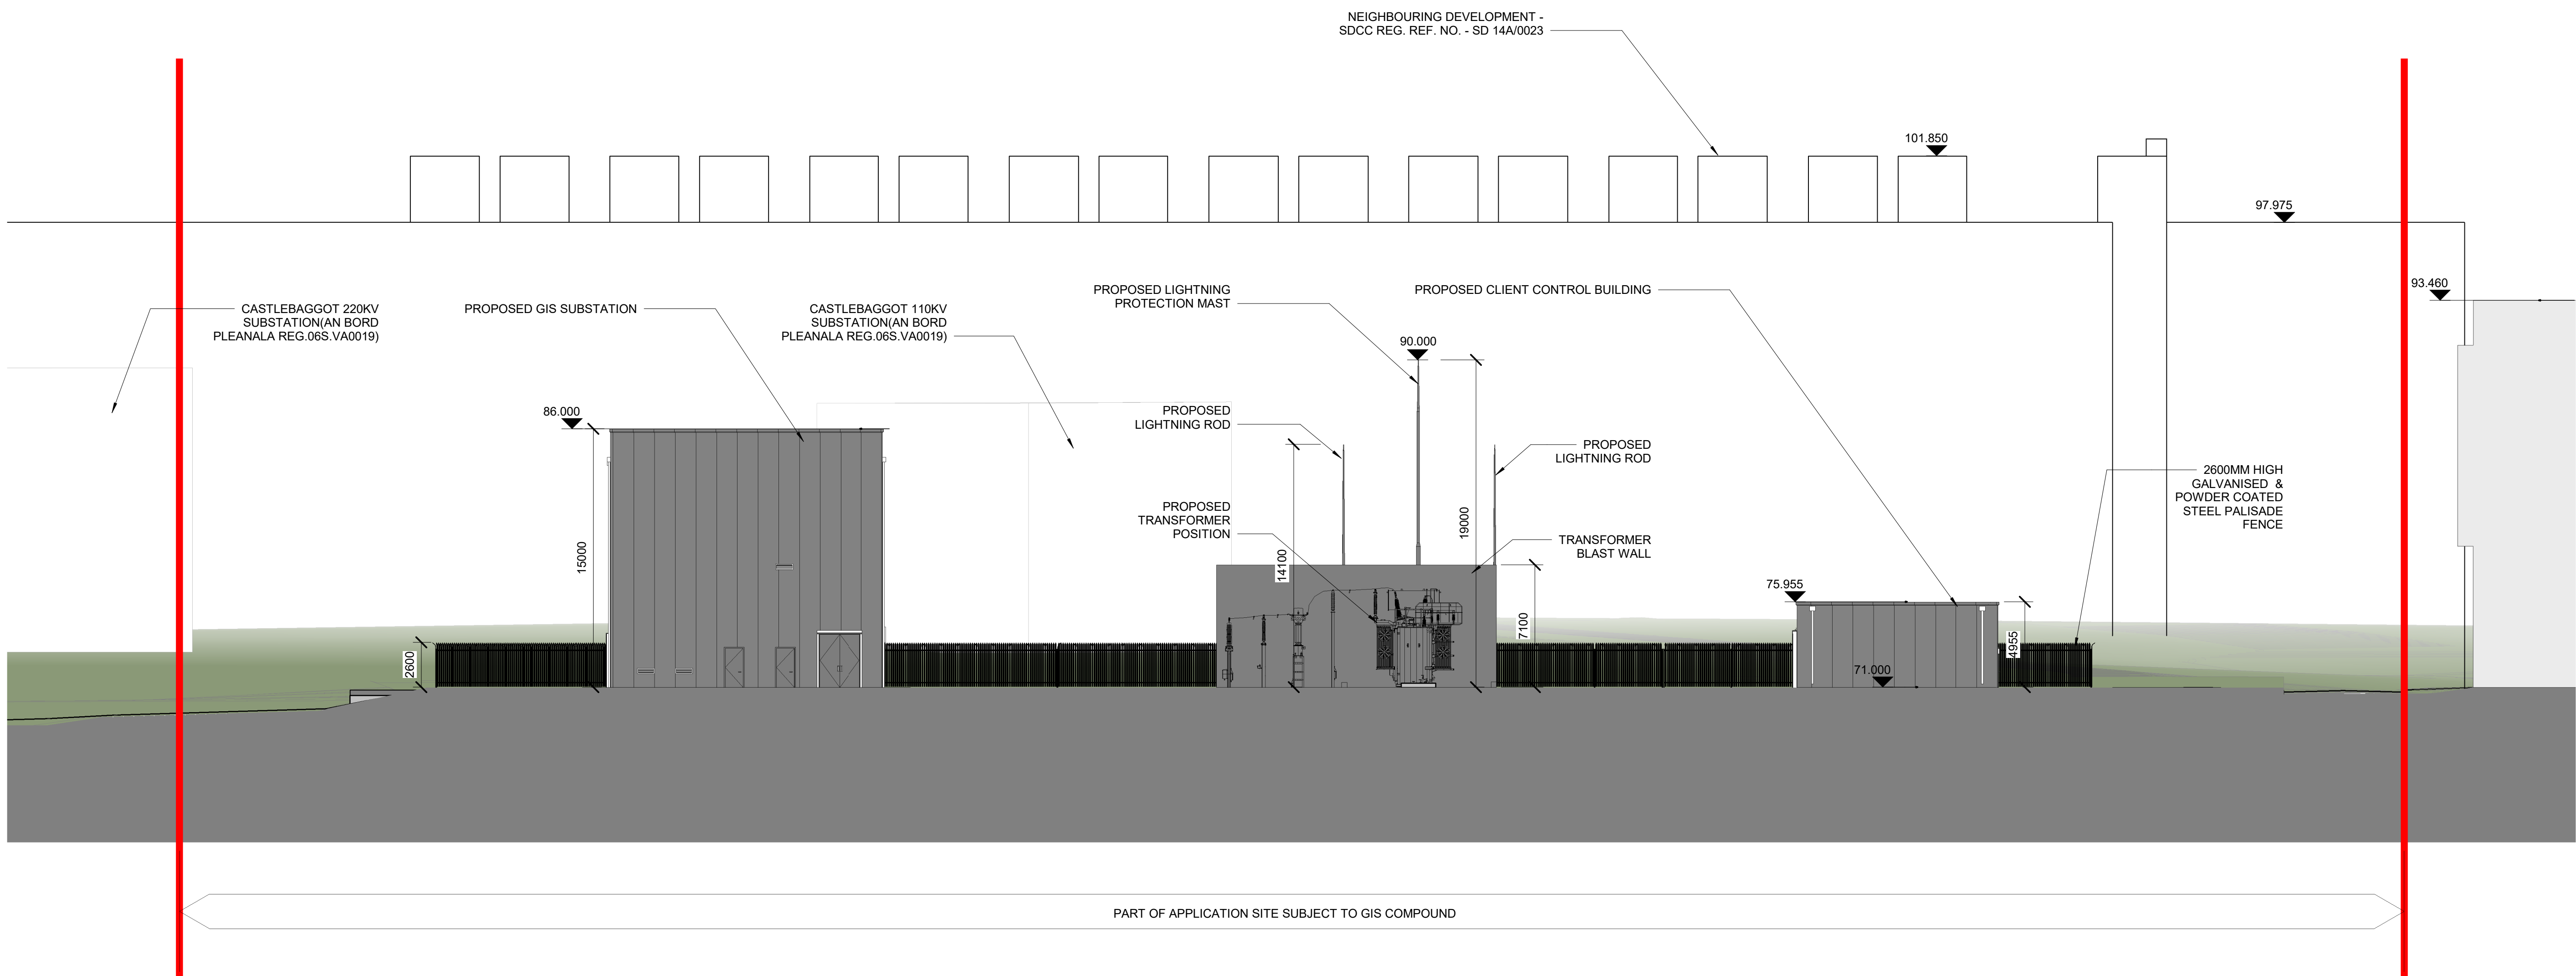 NEIGHBOURING DEVELOPMENT -
SDCC REG. REF. NO. - SD 14A/0023
101.850
97.975
93.460
CASTLEBAGGOT 220KV
SUBSTATION(AN BORD
PLEANALA REG.06S.VA0019)
PROPOSED GIS SUBSTATION
CASTLEBAGGOT 110KV
SUBSTATION(AN BORD
PLEANALA REG.06S.VA0019)
PROPOSED LIGHTNING
PROTECTION MAST
PROPOSED CLIENT CONTROL BUILDING
90.000
86.000
PROPOSED
LIGHTNING ROD
PROPOSED
LIGHTNING ROD
2600MM HIGH
GALVANISED &
POWDER COATED
STEEL PALISADE
FENCE
PROPOSED
TRANSFORMER
POSITION
TRANSFORMER
BLAST WALL
15000
14100
19000
7100
75.955
4955
2600
71.000
PART OF APPLICATION SITE SUBJECT TO GIS COMPOUND